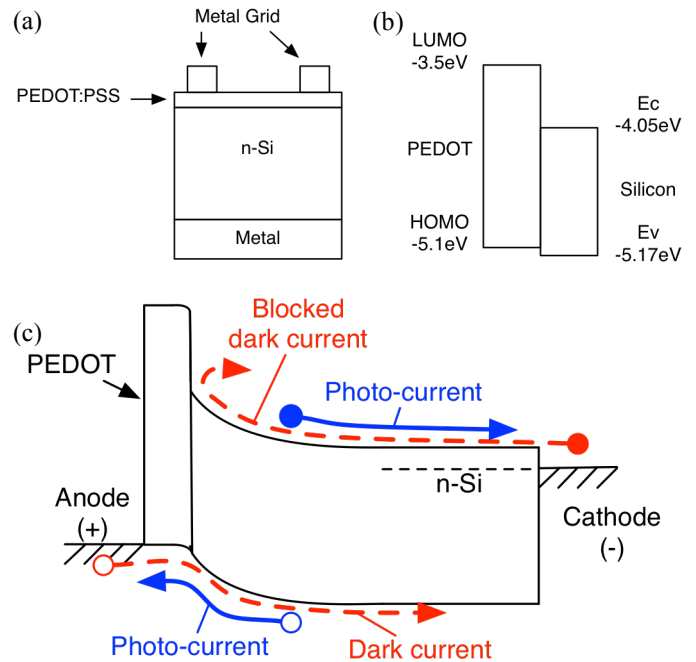 (a)
Metal Grid
PEDOT:PSS
n-Si
Metal
(b)
LUMO
-3.5eV
Ec
-4.05eV
PEDOT
Silicon
HOMO
-5.1eV
Ev
-5.17eV
(c)
Blocked
dark current
PEDOT
Photo-current
n-Si
Anode
(+)
Cathode
(-)
Photo-current
Dark current